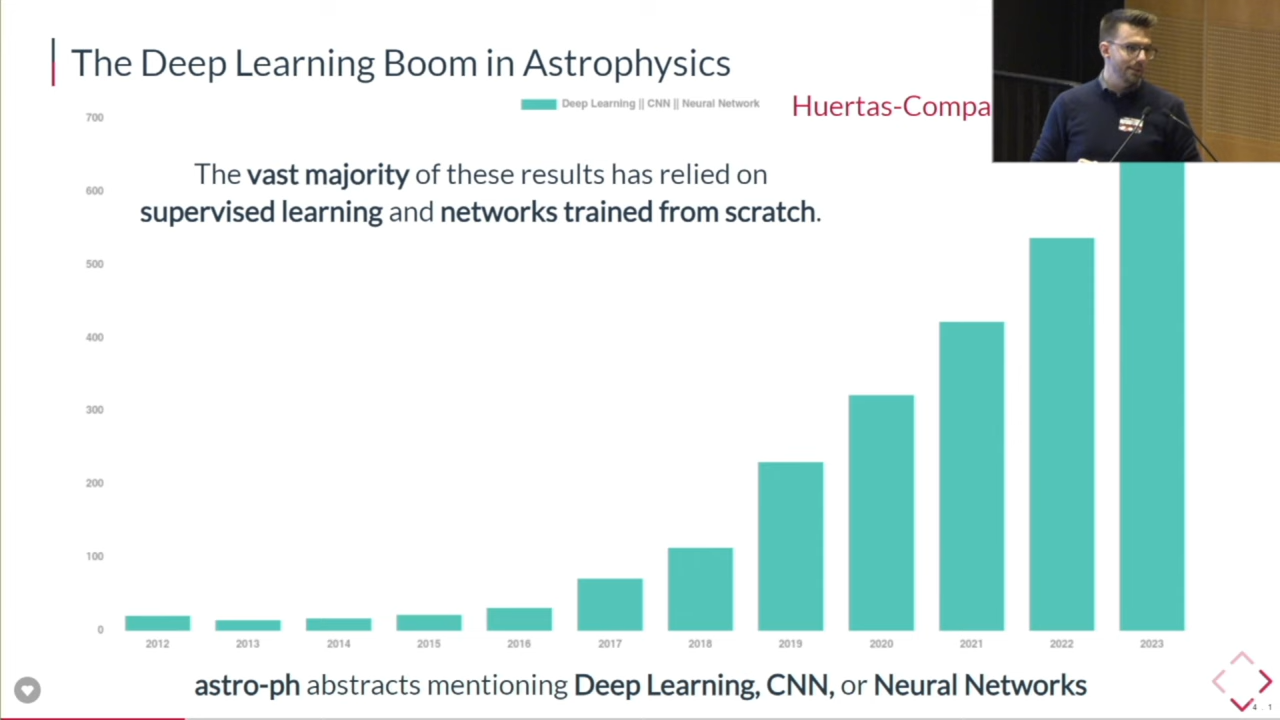 The Deep Learning Boom in Astrophysics
Deep Learning || CNN || Neural Network
Huertas-Compa
700
The vast majority of these results has relied on
600
supervised learning and networks trained from scratch.
500
400
300
200
100
0
2012 2013 2014 2015 2016 2017 2018 2019 2020 2021 2022 2023
astro-ph abstracts mentioning Deep Learning, CNN, or Neural Networks
4 . 1